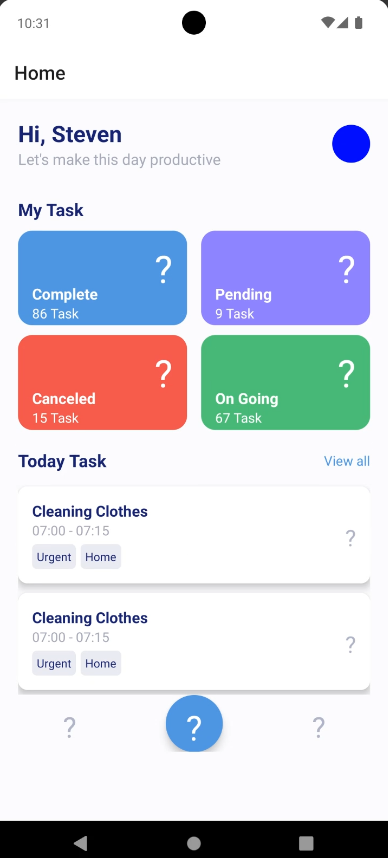 10:31
Home
Hi, Steven
Let's make this day productive
My Task
?
?
Complete
Pending
86 Task
9 Task
?
?
Canceled
On Going
15 Task
67 Task
Today Task
View all
Cleaning Clothes
07:00 - 07:15
?
Urgent
Home
Cleaning Clothes
07:00 - 07:15
?
Urgent
Home
?
?
?